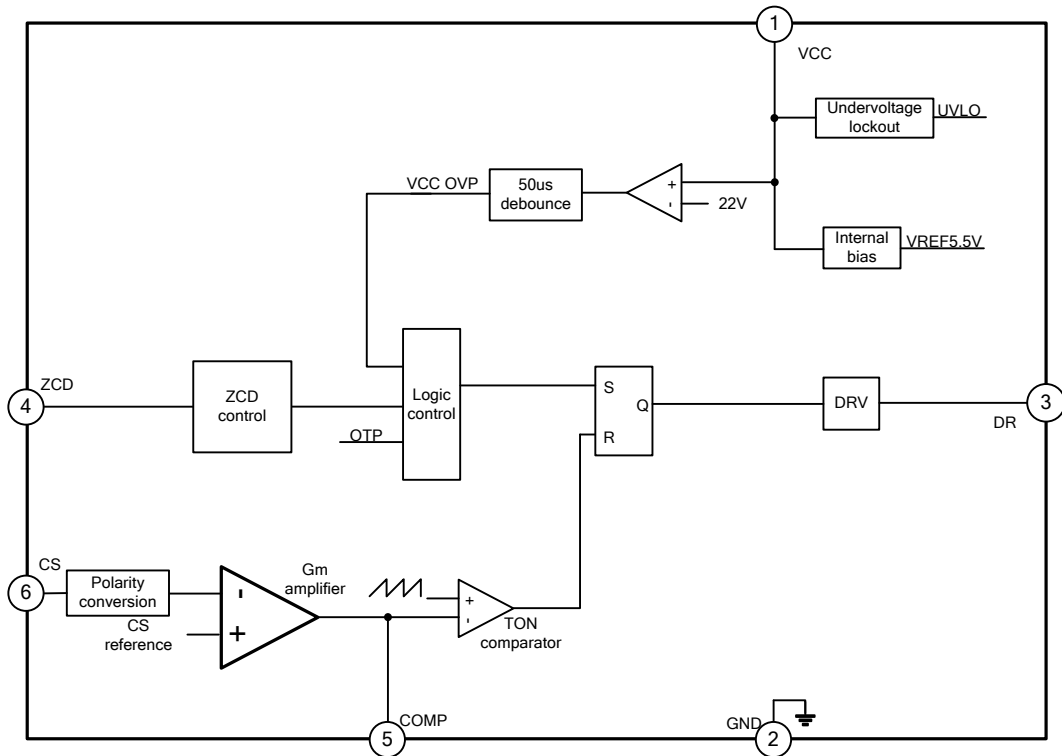 1
VCC
Undervoltage
lockout
UVLO
VCC OVP
50us
debounce
+
-
22V
Internal
bias
VREF5.5V
4
ZCD
ZCD
control
Logic
control
OTP
S
Q
R
DRV
3
DR
6
CS
Polarity
conversion
CS
reference
-
+
Gm
amplifier
+
-
TON
comparator
5
COMP
GND
2